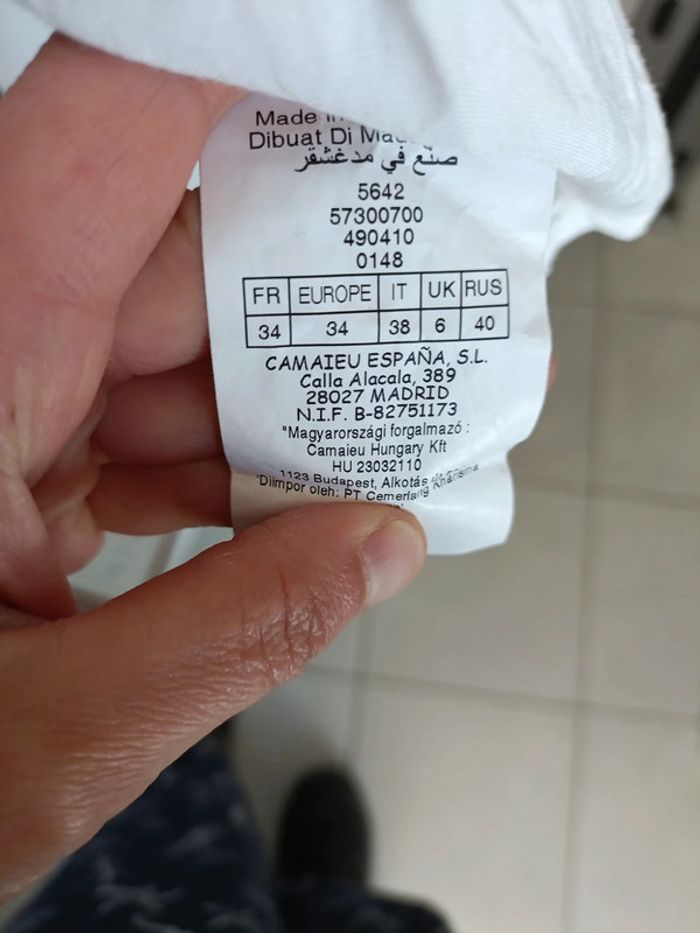 Made
Dibuat Di
صنع في مدغشقر
5642
57300700
490410
0148
FR EUROPE IT UK RUS
34 34 38 6 40
CAMAIEU ESPAÑA, S.L.
Calla Alacala, 389
28027 MADRID
N.I.F. B-82751173
"Magyarországi forgalmazó :
Camaieu Hungary Kft
HU 23032110
1123 Budapest, Alkotás
"Diimpor oleh: PT Cemerlang Kharisma